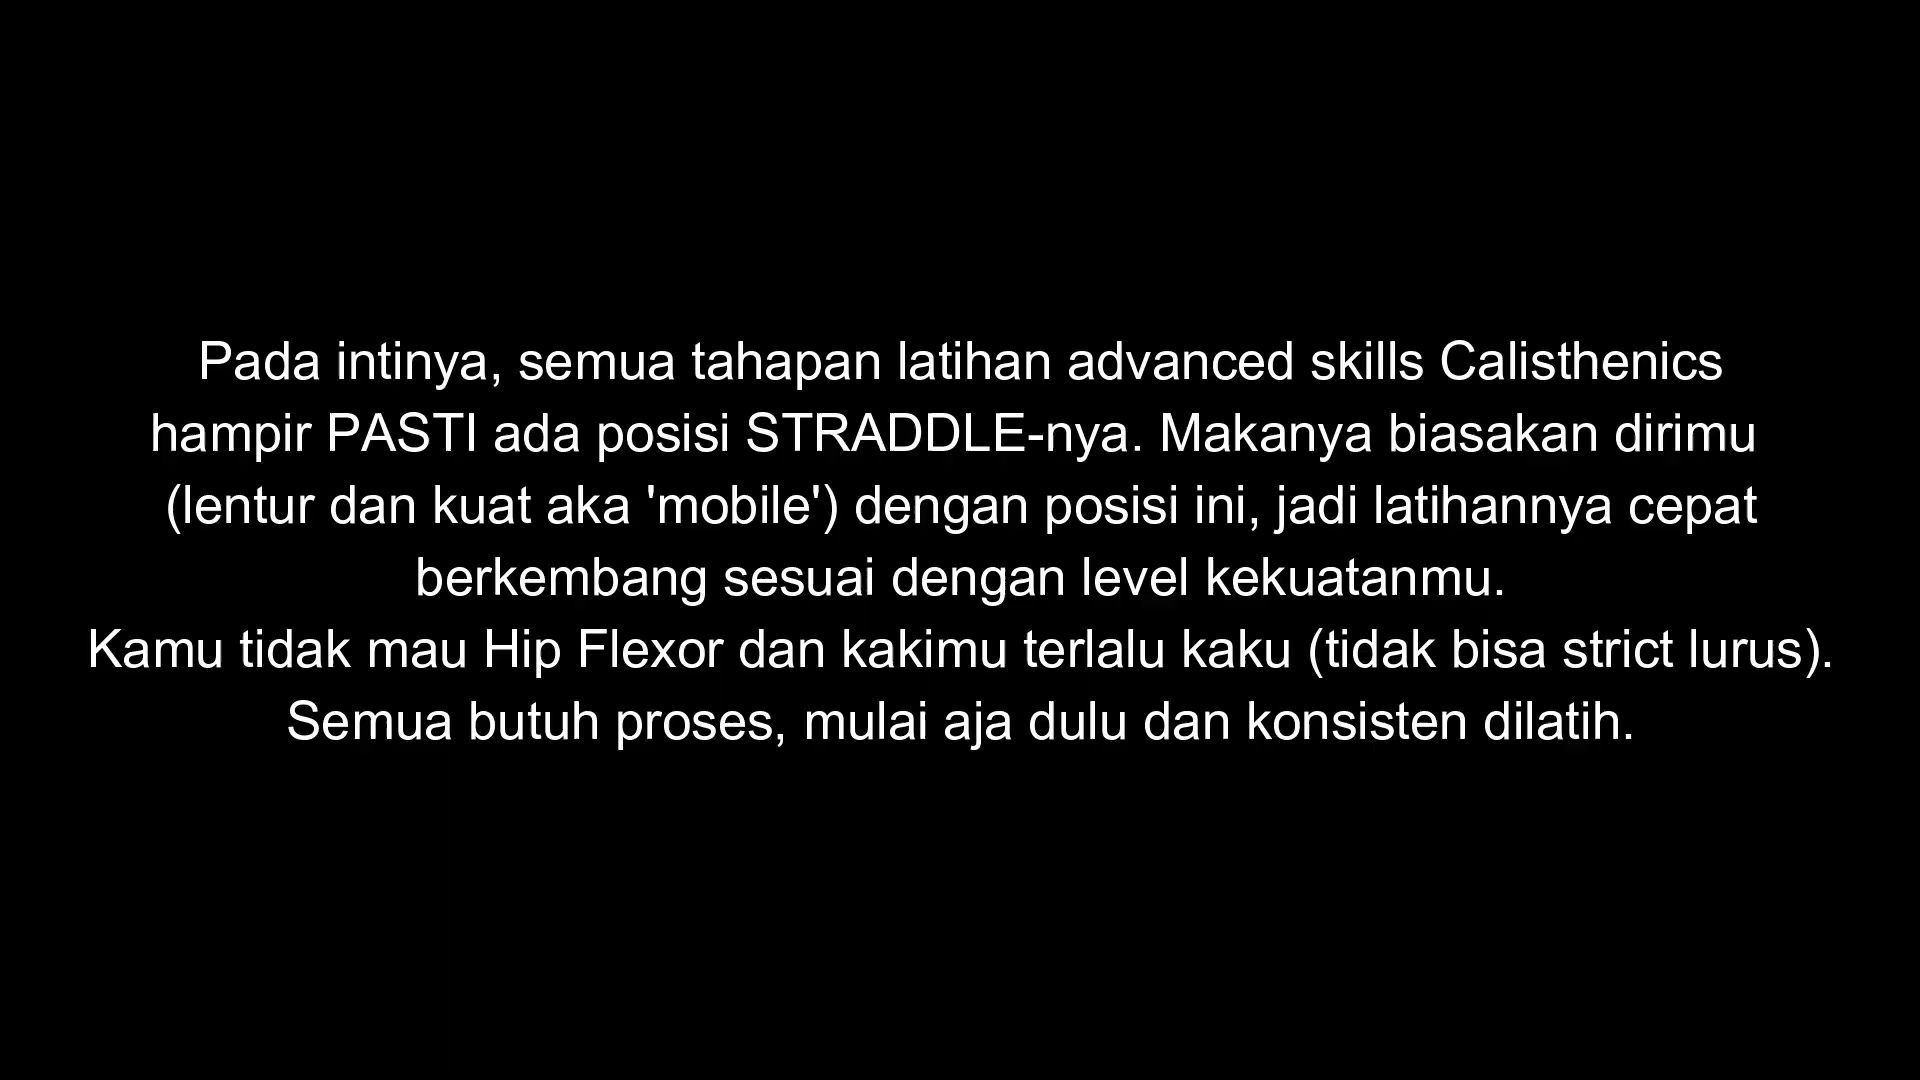 Pada intinya, semua tahapan latihan advanced skills Calisthenics
hampir PASTI ada posisi STRADDLE-nya. Makanya biasakan dirimu
(lentur dan kuat aka 'mobile') dengan posisi ini, jadi latihannya cepat
berkembang sesuai dengan level kekuatanmu.
Kamu tidak mau Hip Flexor dan kakimu terlalu kaku (tidak bisa strict lurus).
Semua butuh proses, mulai aja dulu dan konsisten dilatih.